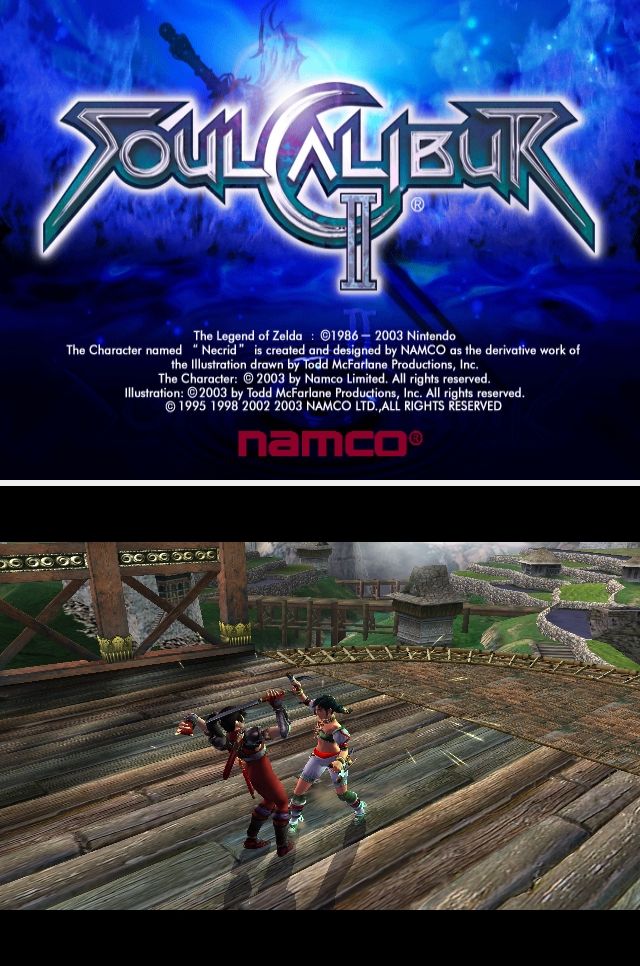 SOULCALIBUR
II®
The Legend of Zelda : ©1986 — 2003 Nintendo
The Character named “Necrid” is created and designed by NAMCO as the derivative work of
the Illustration drawn by Todd McFarlane Productions, Inc.
The Character: © 2003 by Namco Limited. All rights reserved.
Illustration: ©2003 by Todd McFarlane Productions, Inc. All rights reserved.
© 1995 1998 2002 2003 NAMCO LTD.,ALL RIGHTS RESERVED
namco®